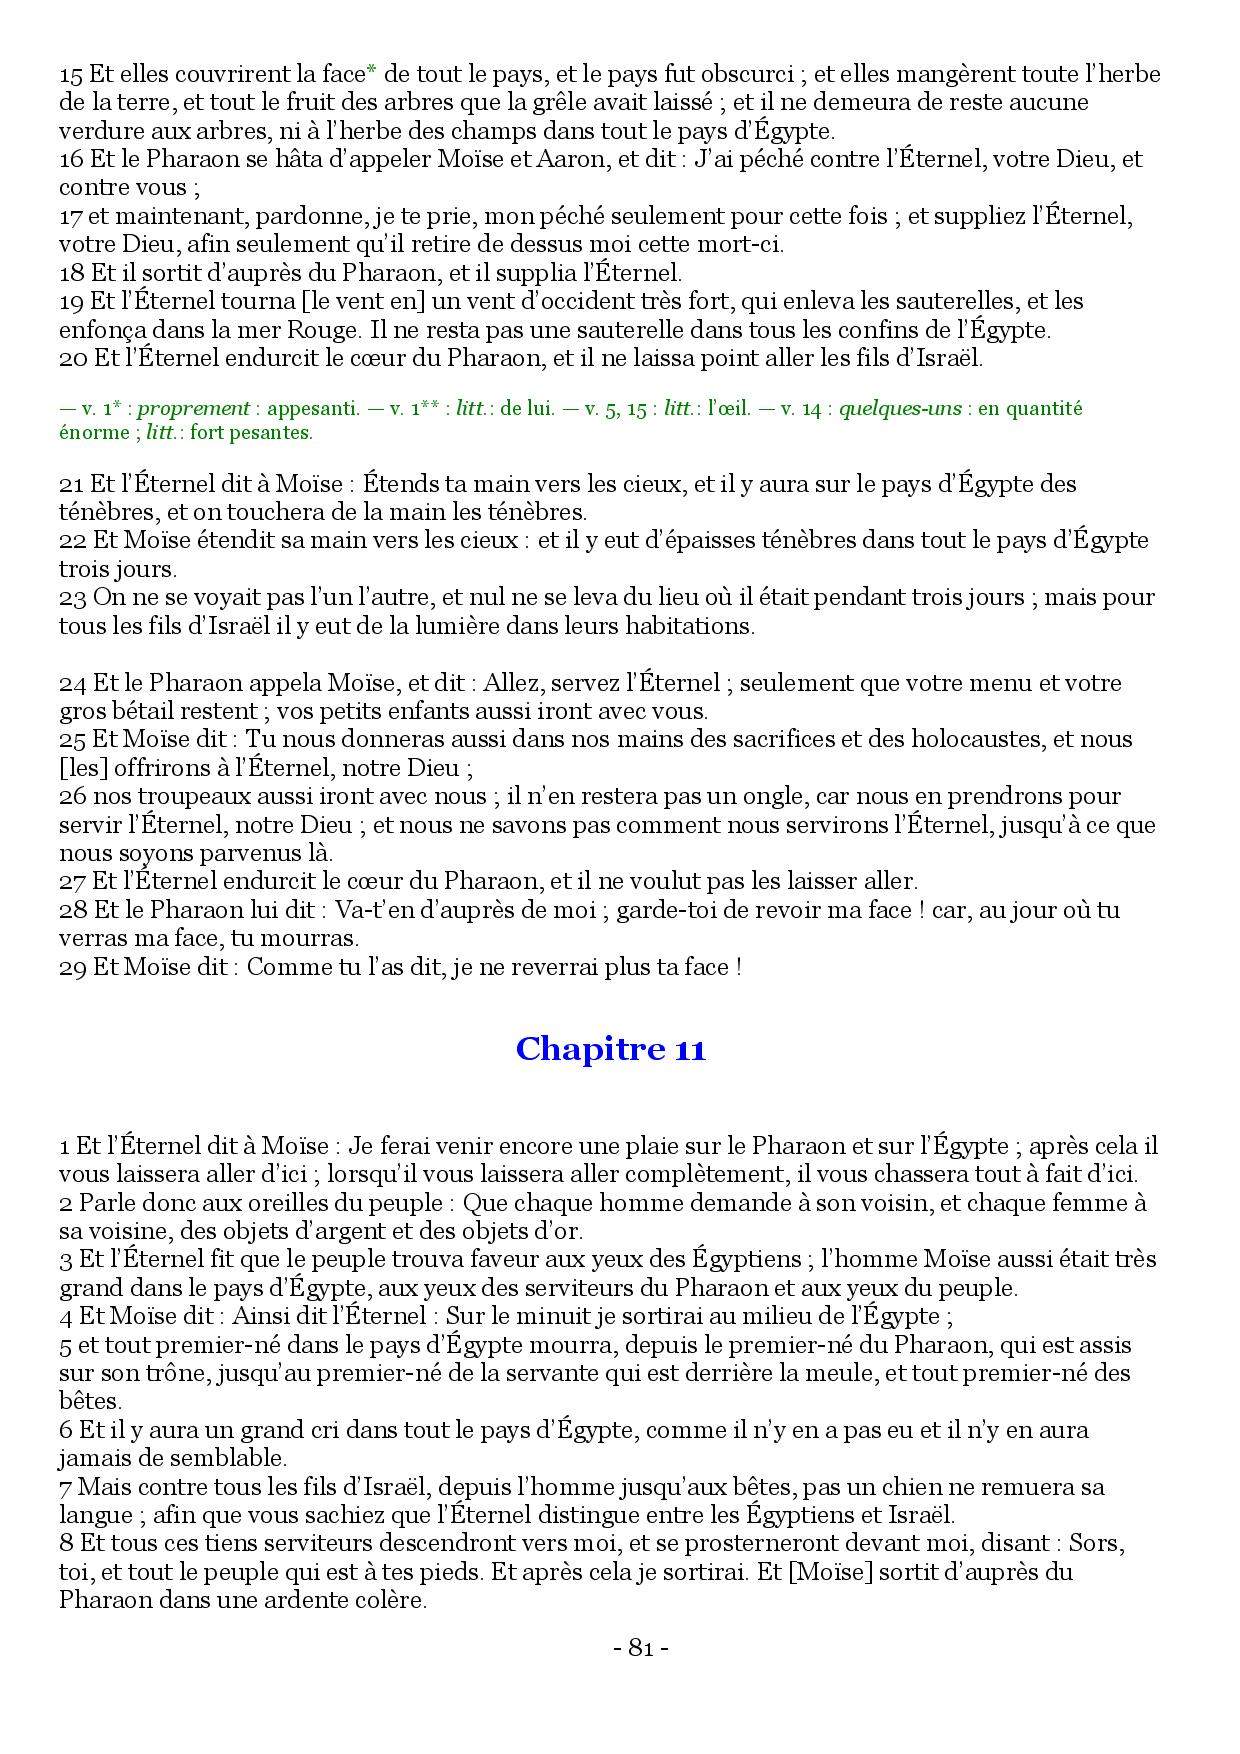 15 Et elles couvrirent la face* de tout le pays, et le pays fut obscurci ; et elles mangèrent toute l’herbe
de la terre, et tout le fruit des arbres que la grêle avait laissé ; et il ne demeura de reste aucune
verdure aux arbres, ni à l’herbe des champs dans tout le pays d’Égypte.
16 Et le Pharaon se hâta d’appeler Moïse et Aaron, et dit : J’ai péché contre l’Éternel, votre Dieu, et
contre vous ;
17 et maintenant, pardonne, je te prie, mon péché seulement pour cette fois ; et suppliez l’Éternel,
votre Dieu, afin seulement qu’il retire de dessus moi cette mort-ci.
18 Et il sortit d’auprès du Pharaon, et il supplia l’Éternel.
19 Et l’Éternel tourna [le vent en] un vent d’occident très fort, qui enleva les sauterelles, et les
enfonça dans la mer Rouge. Il ne resta pas une sauterelle dans tous les confins de l’Égypte.
20 Et l’Éternel endurcit le cœur du Pharaon, et il ne laissa point aller les fils d’Israël.
— v. 1* : proprement : appesanti. — v. 1** : litt.: de lui. — v. 5, 15 : litt.: l’œil. — v. 14 : quelques-uns : en quantité
énorme ; litt.: fort pesantes.
21 Et l’Éternel dit à Moïse : Étends ta main vers les cieux, et il y aura sur le pays d’Égypte des
ténèbres, et on touchera de la main les ténèbres.
22 Et Moïse étendit sa main vers les cieux : et il y eut d’épaisses ténèbres dans tout le pays d’Égypte
trois jours.
23 On ne se voyait pas l’un l’autre, et nul ne se leva du lieu où il était pendant trois jours ; mais pour
tous les fils d’Israël il y eut de la lumière dans leurs habitations.
24 Et le Pharaon appela Moïse, et dit : Allez, servez l’Éternel ; seulement que votre menu et votre
gros bétail restent ; vos petits enfants aussi iront avec vous.
25 Et Moïse dit : Tu nous donneras aussi dans nos mains des sacrifices et des holocaustes, et nous
[les] offrirons à l’Éternel, notre Dieu ;
26 nos troupeaux aussi iront avec nous ; il n’en restera pas un ongle, car nous en prendrons pour
servir l’Éternel, notre Dieu ; et nous ne savons pas comment nous servirons l’Éternel, jusqu’à ce que
nous soyons parvenus là.
27 Et l’Éternel endurcit le cœur du Pharaon, et il ne voulut pas les laisser aller.
28 Et le Pharaon lui dit : Va-t’en d’auprès de moi ; garde-toi de revoir ma face ! car, au jour où tu
verras ma face, tu mourras.
29 Et Moïse dit : Comme tu l’as dit, je ne reverrai plus ta face !
Chapitre 11
1 Et l’Éternel dit à Moïse : Je ferai venir encore une plaie sur le Pharaon et sur l’Égypte ; après cela il
vous laissera aller d’ici ; lorsqu’il vous laissera aller complètement, il vous chassera tout à fait d’ici.
2 Parle donc aux oreilles du peuple : Que chaque homme demande à son voisin, et chaque femme à
sa voisine, des objets d’argent et des objets d’or.
3 Et l’Éternel fit que le peuple trouva faveur aux yeux des Égyptiens ; l’homme Moïse aussi était très
grand dans le pays d’Égypte, aux yeux des serviteurs du Pharaon et aux yeux du peuple.
4 Et Moïse dit : Ainsi dit l’Éternel : Sur le minuit je sortirai au milieu de l’Égypte ;
5 et tout premier-né dans le pays d’Égypte mourra, depuis le premier-né du Pharaon, qui est assis
sur son trône, jusqu’au premier-né de la servante qui est derrière la meule, et tout premier-né des
bêtes.
6 Et il y aura un grand cri dans tout le pays d’Égypte, comme il n’y en a pas eu et il n’y en aura
jamais de semblable.
7 Mais contre tous les fils d’Israël, depuis l’homme jusqu’aux bêtes, pas un chien ne remuera sa
langue ; afin que vous sachiez que l’Éternel distingue entre les Égyptiens et Israël.
8 Et tous ces tiens serviteurs descendront vers moi, et se prosterneront devant moi, disant : Sors,
toi, et tout le peuple qui est à tes pieds. Et après cela je sortirai. Et [Moïse] sortit d’auprès du
Pharaon dans une ardente colère.
- 81 -